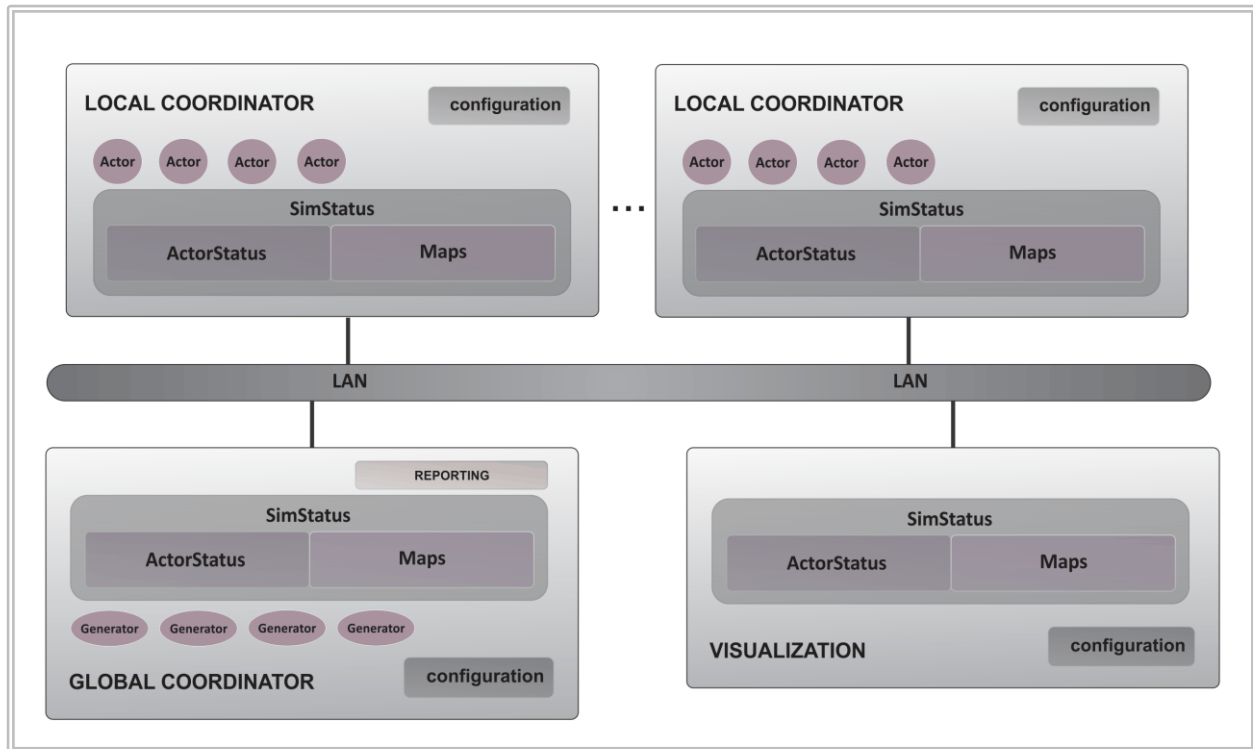 LOCAL COORDINATOR
configuration
Actor Actor Actor Actor
SimStatus
ActorStatus Maps
...
LOCAL COORDINATOR
configuration
Actor Actor Actor Actor
SimStatus
ActorStatus Maps
LAN LAN
REPORTING
SimStatus
ActorStatus Maps
Generator Generator Generator Generator
GLOBAL COORDINATOR
configuration
SimStatus
ActorStatus Maps
VISUALIZATION
configuration